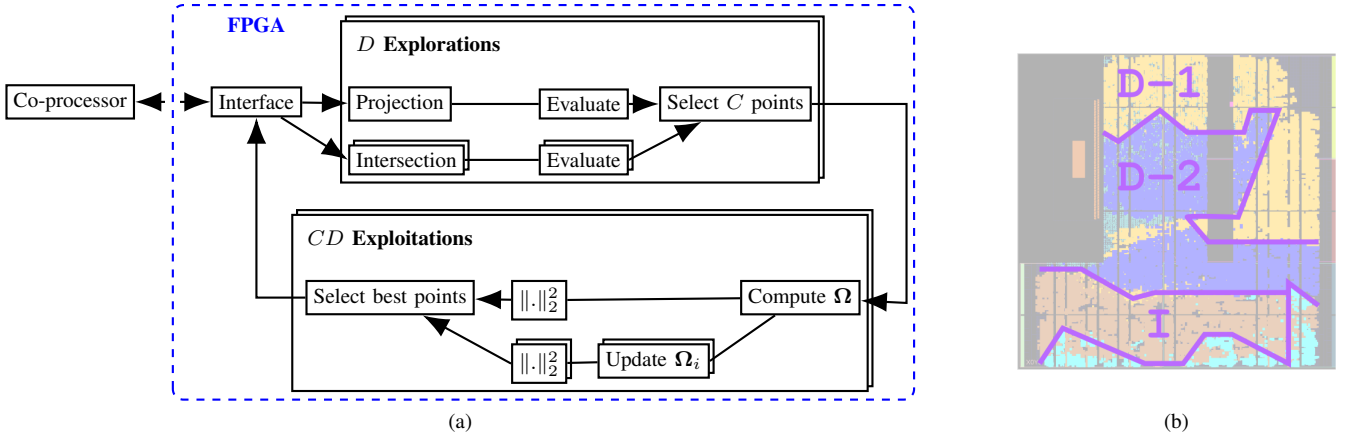 FPGA
D Explorations
Co-processor
Interface
Projection
Evaluate
Select C points
Intersection
Evaluate
CD Exploitations
Select best points
‖.‖₂²
Compute Ω
‖.‖₂²
Update Ωᵢ
(a)
D-1
D-2
I
(b)